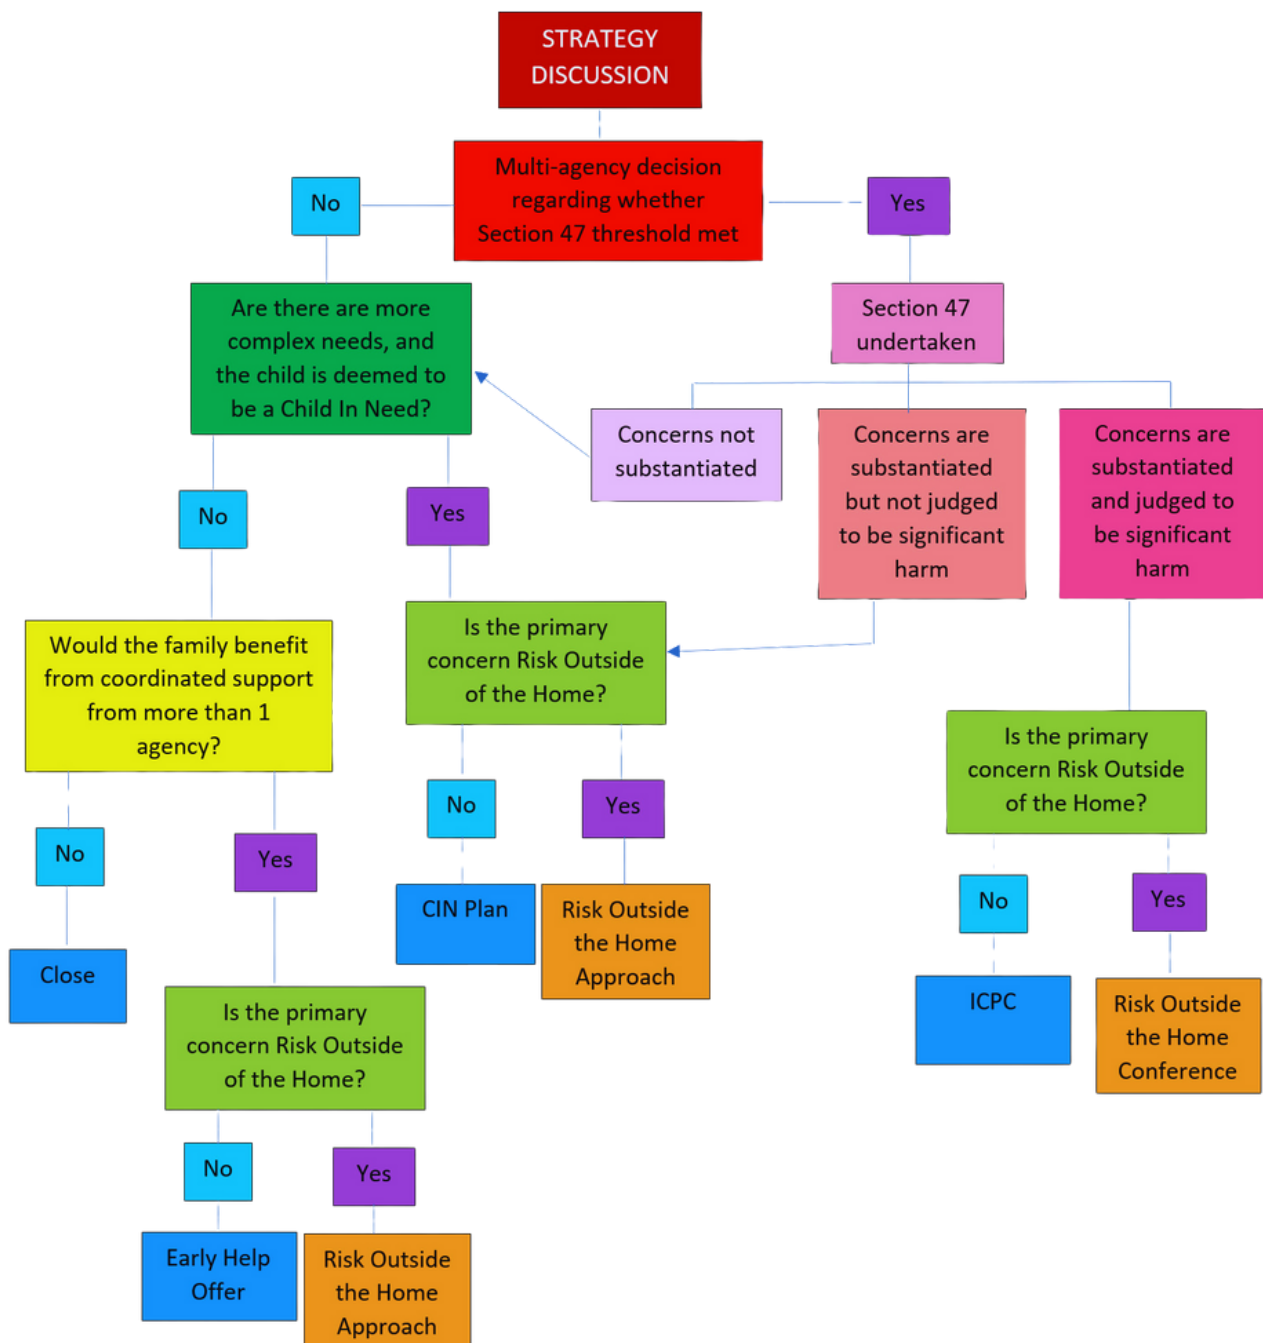 STRATEGY
DISCUSSION
Multi-agency decision
regarding whether
Section 47 threshold met
No
Yes
Are there are more
complex needs, and
the child is deemed to
be a Child In Need?
Section 47
undertaken
Concerns not
substantiated
Concerns are
substantiated
but not judged
to be significant
harm
Concerns are
substantiated
and judged to
be significant
harm
No
Yes
Would the family benefit
from coordinated support
from more than 1
agency?
Is the primary
concern Risk Outside
of the Home?
Is the primary
concern Risk Outside
of the Home?
No
Yes
No
Yes
No
Yes
Close
CIN Plan
Risk Outside
the Home
Approach
ICPC
Risk Outside
the Home
Conference
Is the primary
concern Risk Outside
of the Home?
No
Yes
Early Help
Offer
Risk Outside
the Home
Approach